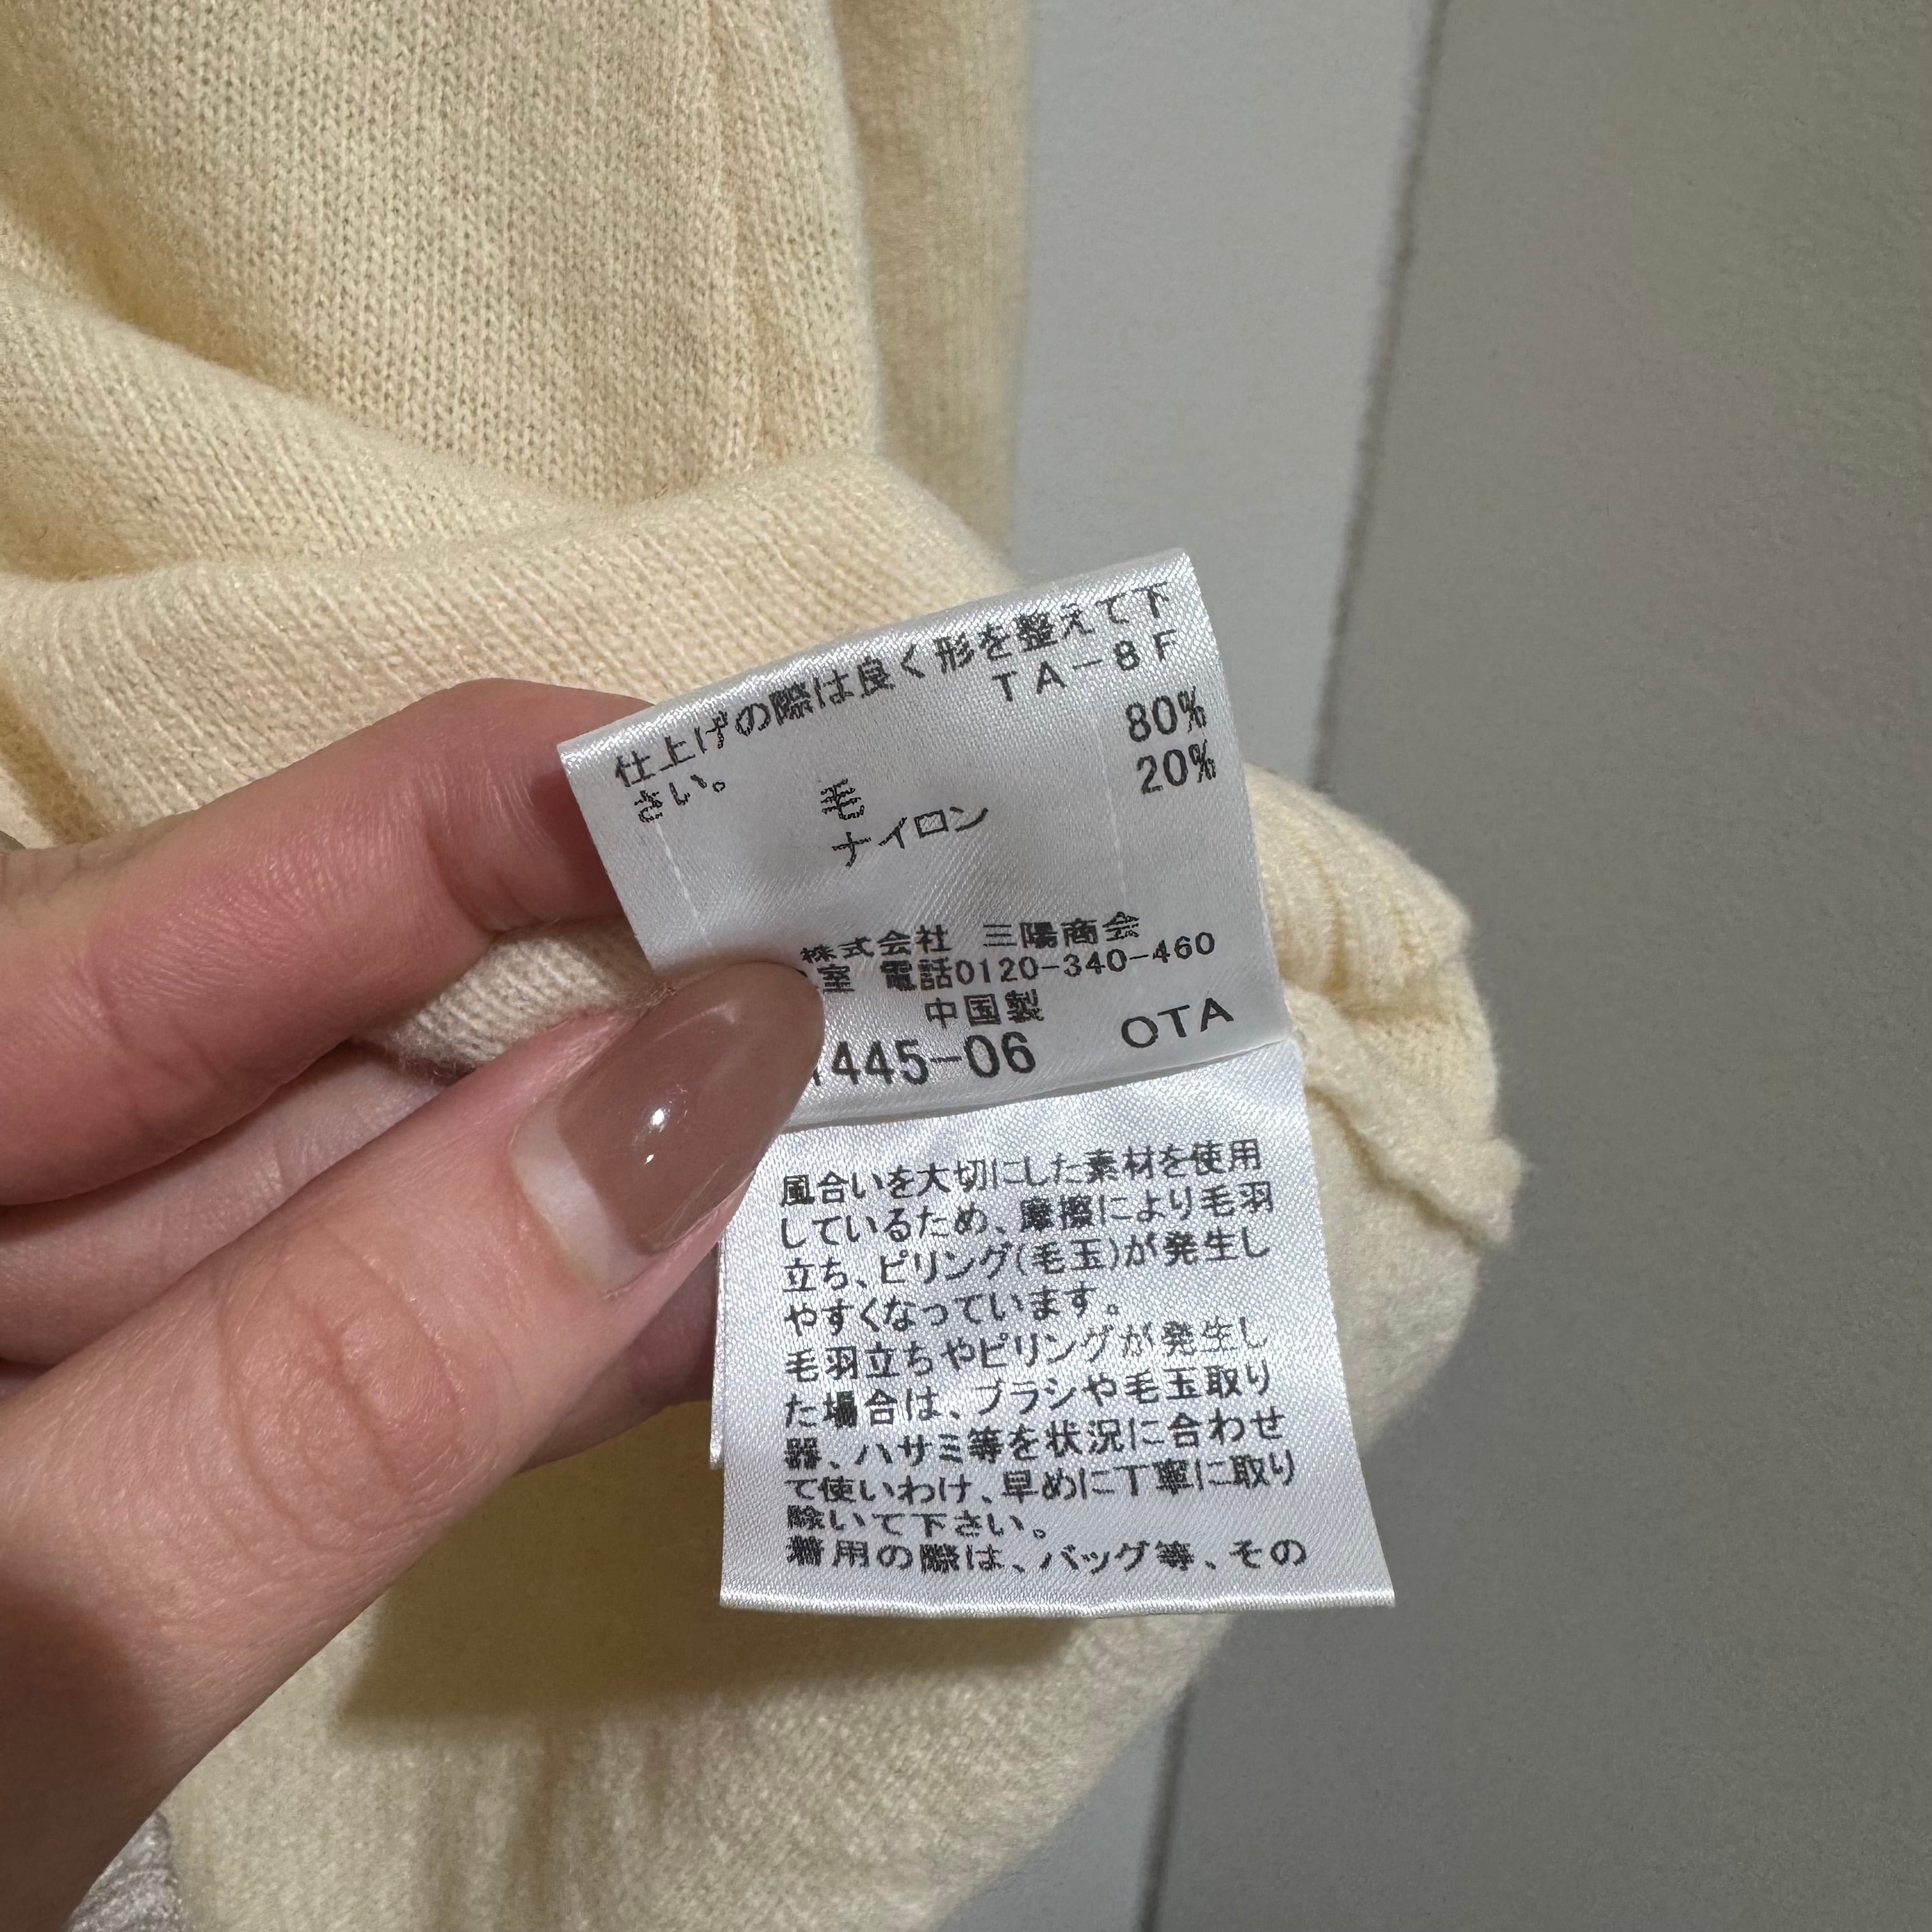 仕上げの際は良く形を整えて下
さい。 TA-8F
毛 80%
ナイロン 20%
株式会社 三陽商会
室 電話0120-340-460
中国製
445-06 OTA
風合いを大切にした素材を使用
しているため、摩擦により毛羽
立ち、ピリング(毛玉)が発生し
やすくなっています。
毛羽立ちやピリングが発生し
た場合は、ブラシや毛玉取り
器、ハサミ等を状況に合わせ
て使いわけ、早めに丁寧に取り
除いて下さい。
着用の際は、バッグ等、その